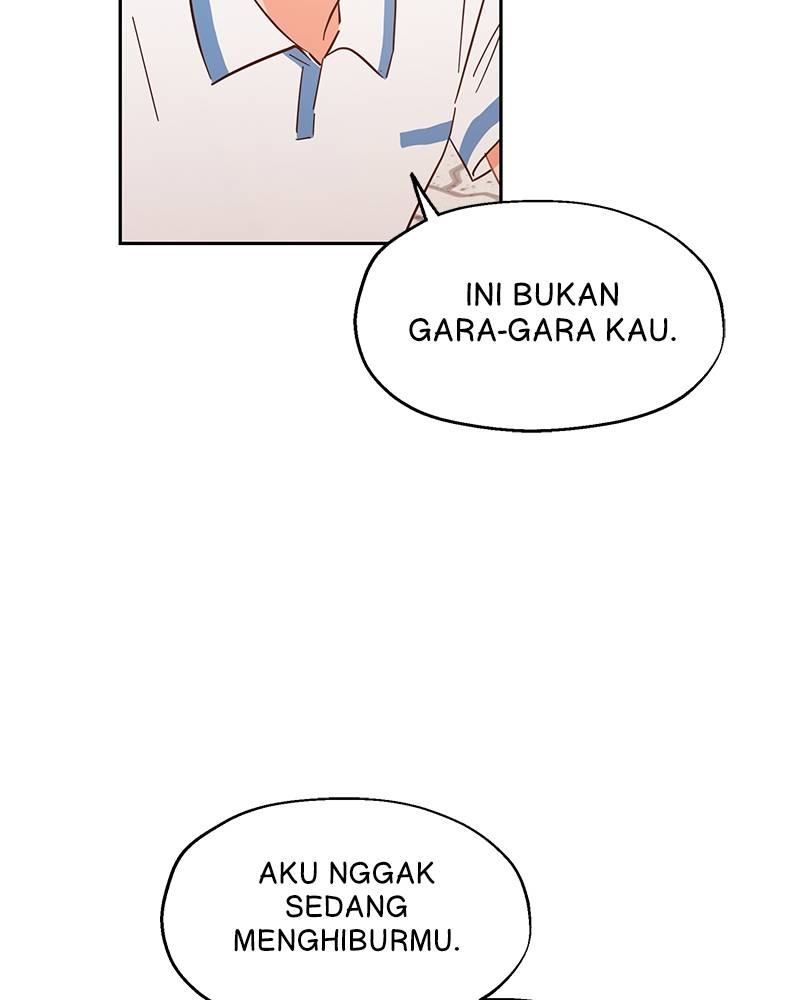 INI BUKAN
GARA-GARA KAU.
AKU NGGAK
SEDANG
MENGHIBURMU.